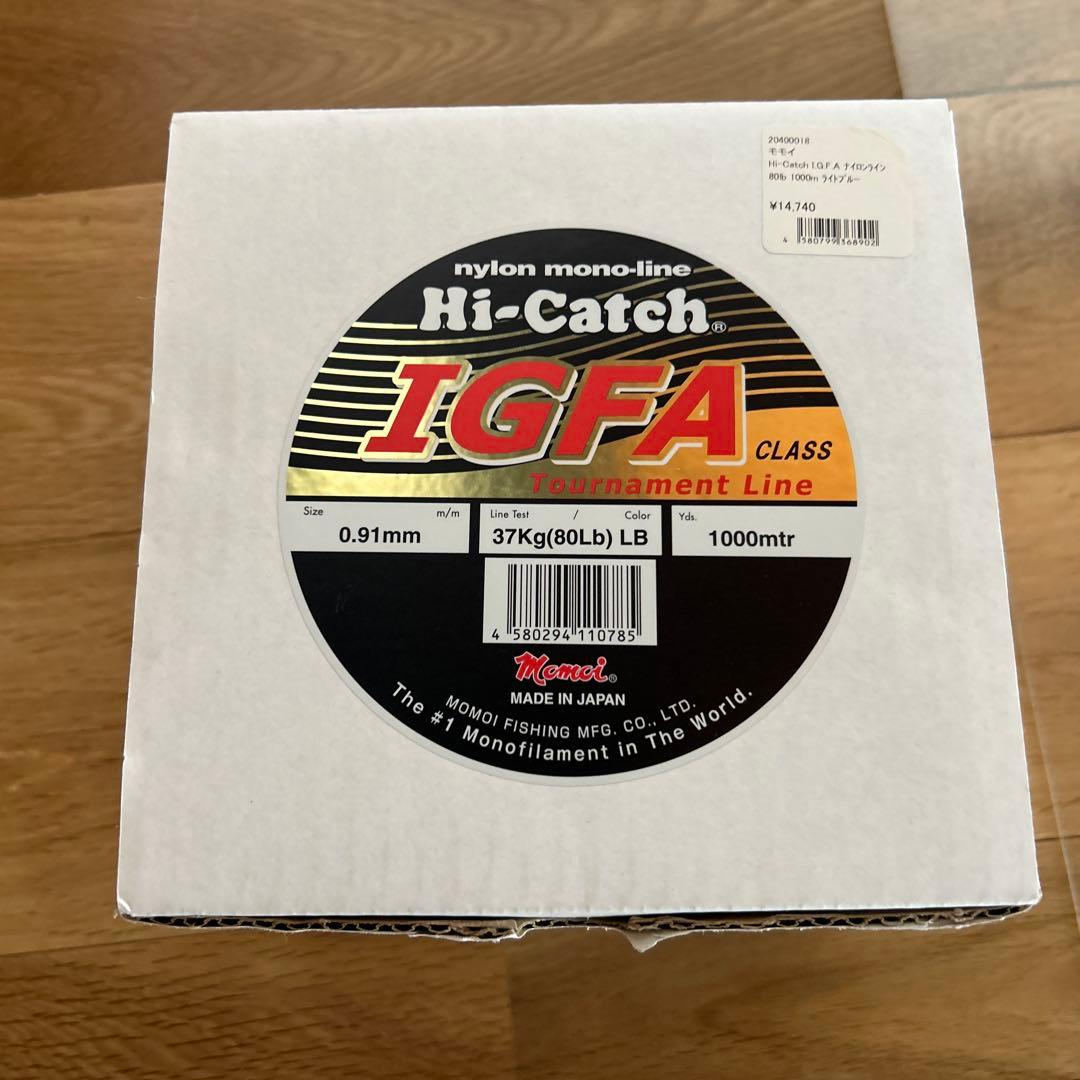 20400018
モモイ
Hi-Catch I.G.F.A ナイロンライン
80lb 1000m ライトブルー
¥14,740
4 580799 368902
nylon mono-line
Hi-Catch®
IGFA CLASS
Tournament Line
Size m/m
0.91mm
Line Test / Color
37Kg(80Lb) LB
Yds.
1000mtr
4 580294 110785
Momoi®
MADE IN JAPAN
MOMOI FISHING MFG. CO., LTD.
The #1 Monofilament in The World.